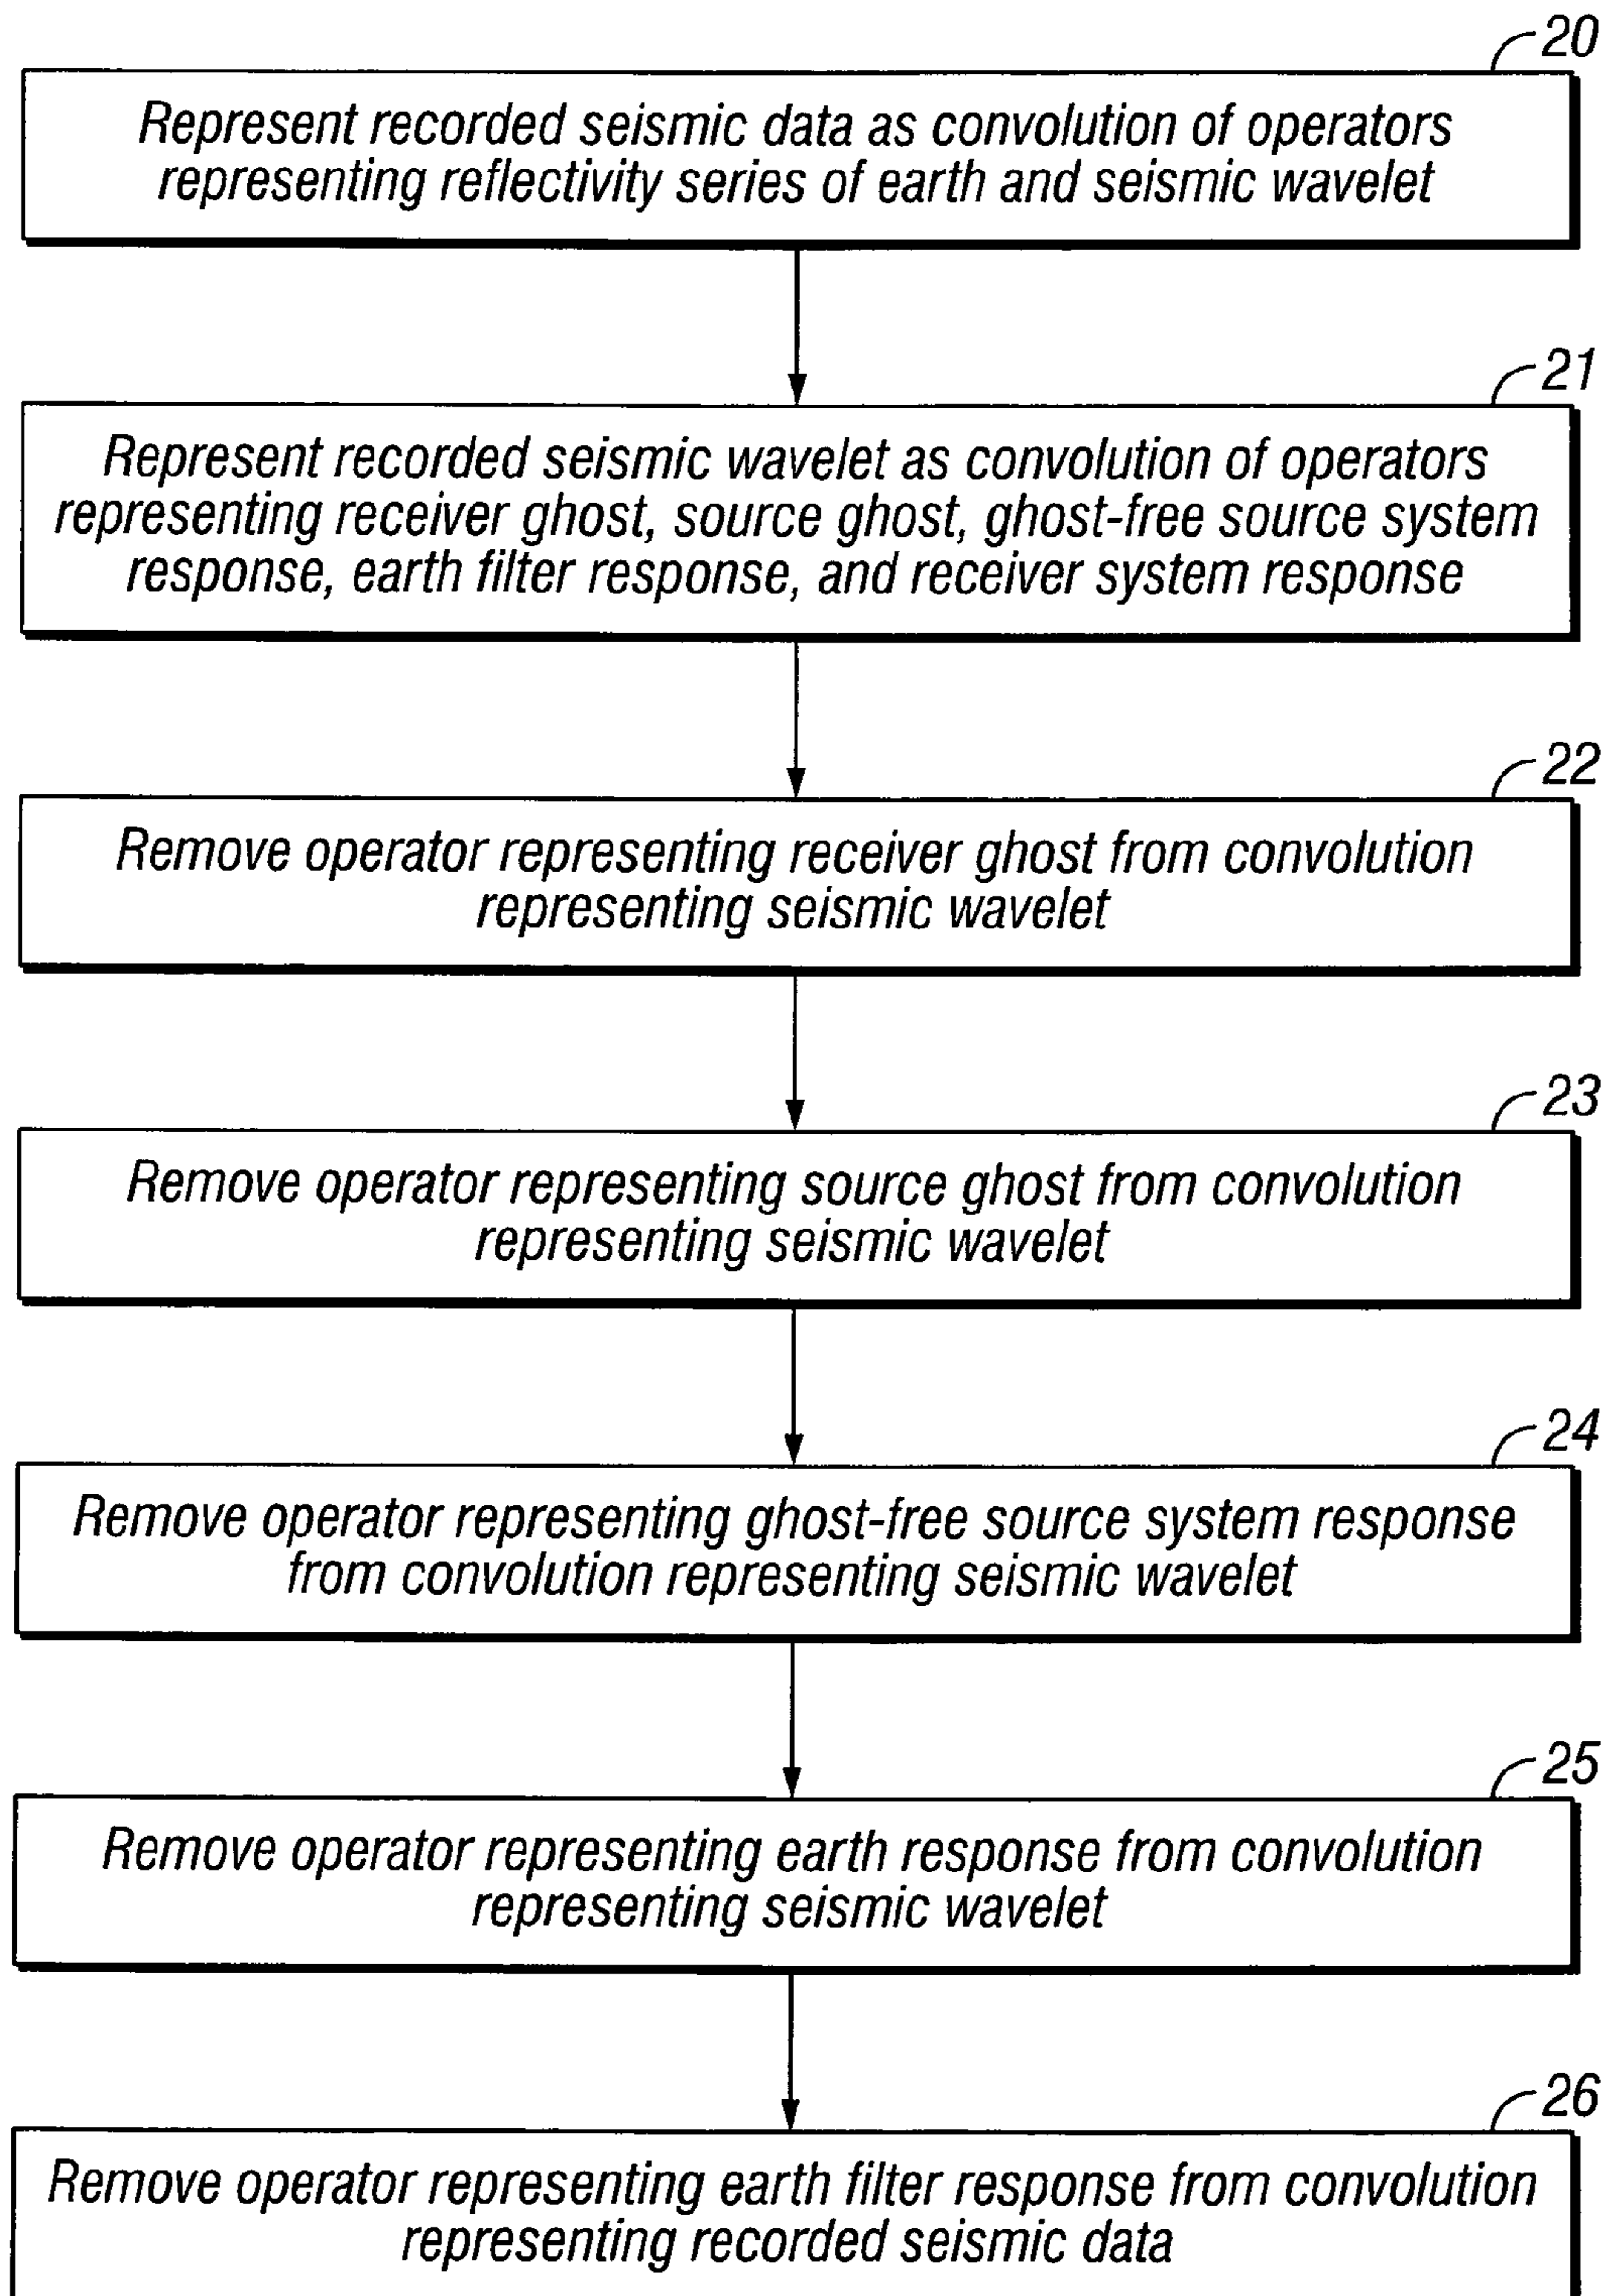 20
Represent recorded seismic data as convolution of operators
representing reflectivity series of earth and seismic wavelet
21
Represent recorded seismic wavelet as convolution of operators
representing receiver ghost, source ghost, ghost-free source system
response, earth filter response, and receiver system response
22
Remove operator representing receiver ghost from convolution
representing seismic wavelet
23
Remove operator representing source ghost from convolution
representing seismic wavelet
24
Remove operator representing ghost-free source system response
from convolution representing seismic wavelet
25
Remove operator representing earth response from convolution
representing seismic wavelet
26
Remove operator representing earth filter response from convolution
representing recorded seismic data